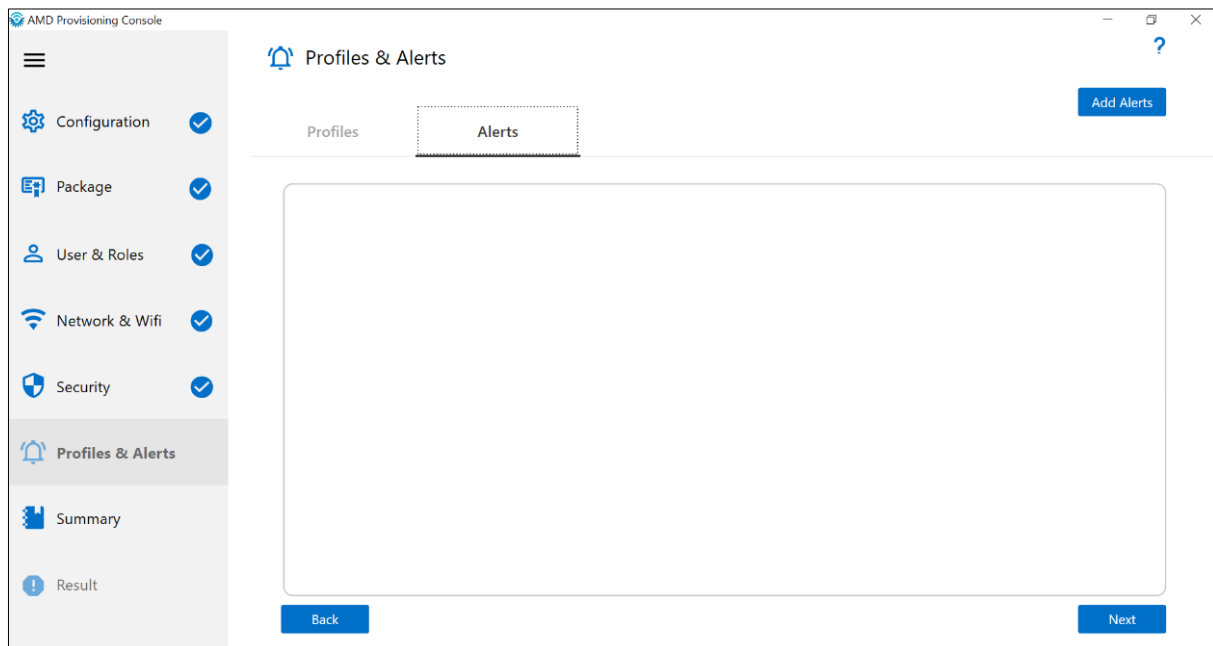 AMD Provisioning Console
Profiles & Alerts
?
Add Alerts
Configuration
Profiles
Alerts
Package
User & Roles
Network & Wifi
Security
Profiles & Alerts
Summary
Result
Back
Next